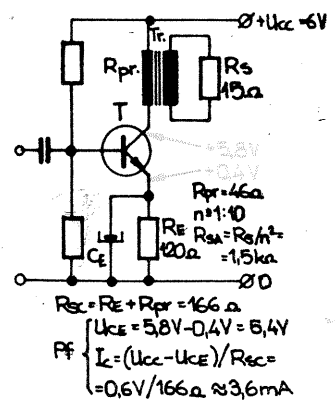 +Ucc=6V
Tr.
Rpr.
Rs
15Ω
T
+5,8V
+0,4V
Rpr=46Ω
n=1:10
RSA=Rs/n²=
=1,5kΩ
RE
120Ω
CE
0
RSC=RE+Rpr=166Ω
Pf
UCE=5,8V-0,4V=5,4V
Ic=(Ucc-UCE)/RSC=
=0,6V/166Ω≈3,6mA